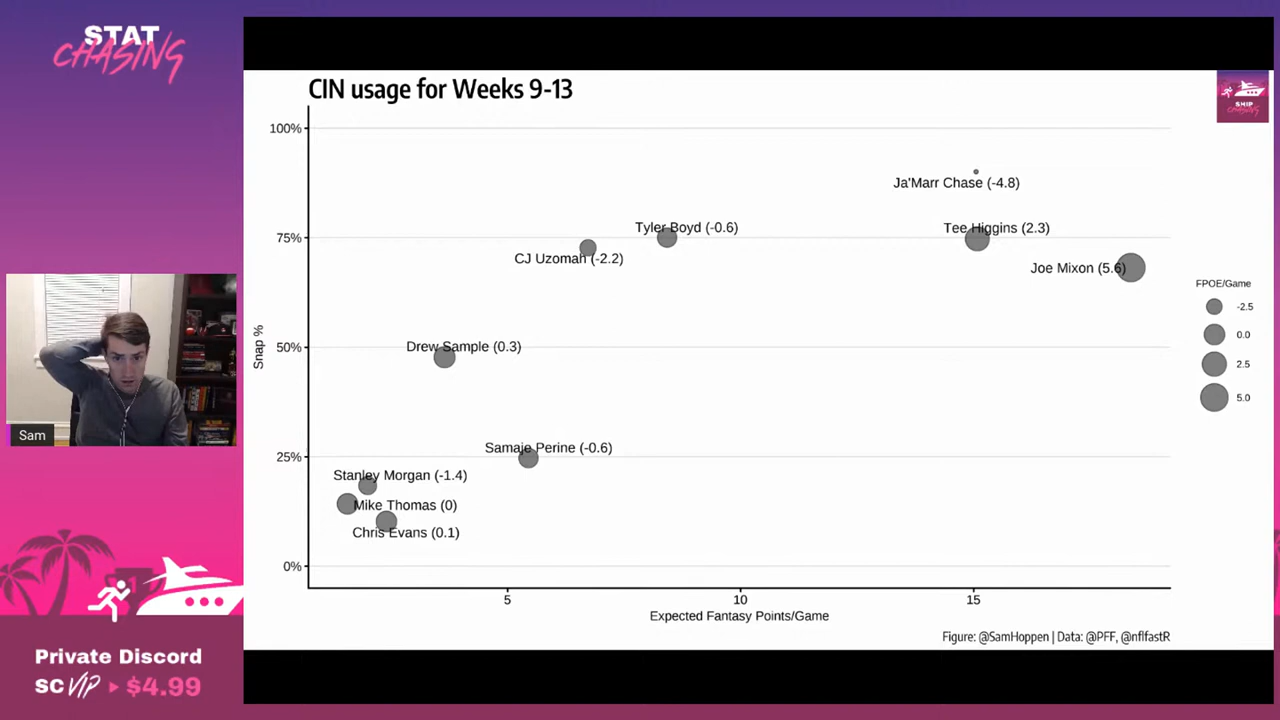 STAT
CHASING
CIN usage for Weeks 9-13
SHIP
CHASING
100%
75%
50%
25%
0%
Snap %
Ja'Marr Chase (-4.8)
Tyler Boyd (-0.6)
Tee Higgins (2.3)
CJ Uzomah (-2.2)
Joe Mixon (5.6)
Drew Sample (0.3)
Samaje Perine (-0.6)
Stanley Morgan (-1.4)
Mike Thomas (0)
Chris Evans (0.1)
FPOE/Game
-2.5
0.0
2.5
5.0
5
10
15
Expected Fantasy Points/Game
Figure: @SamHoppen | Data: @PFF, @nflfastR
Sam
Private Discord
SC VIP $4.99